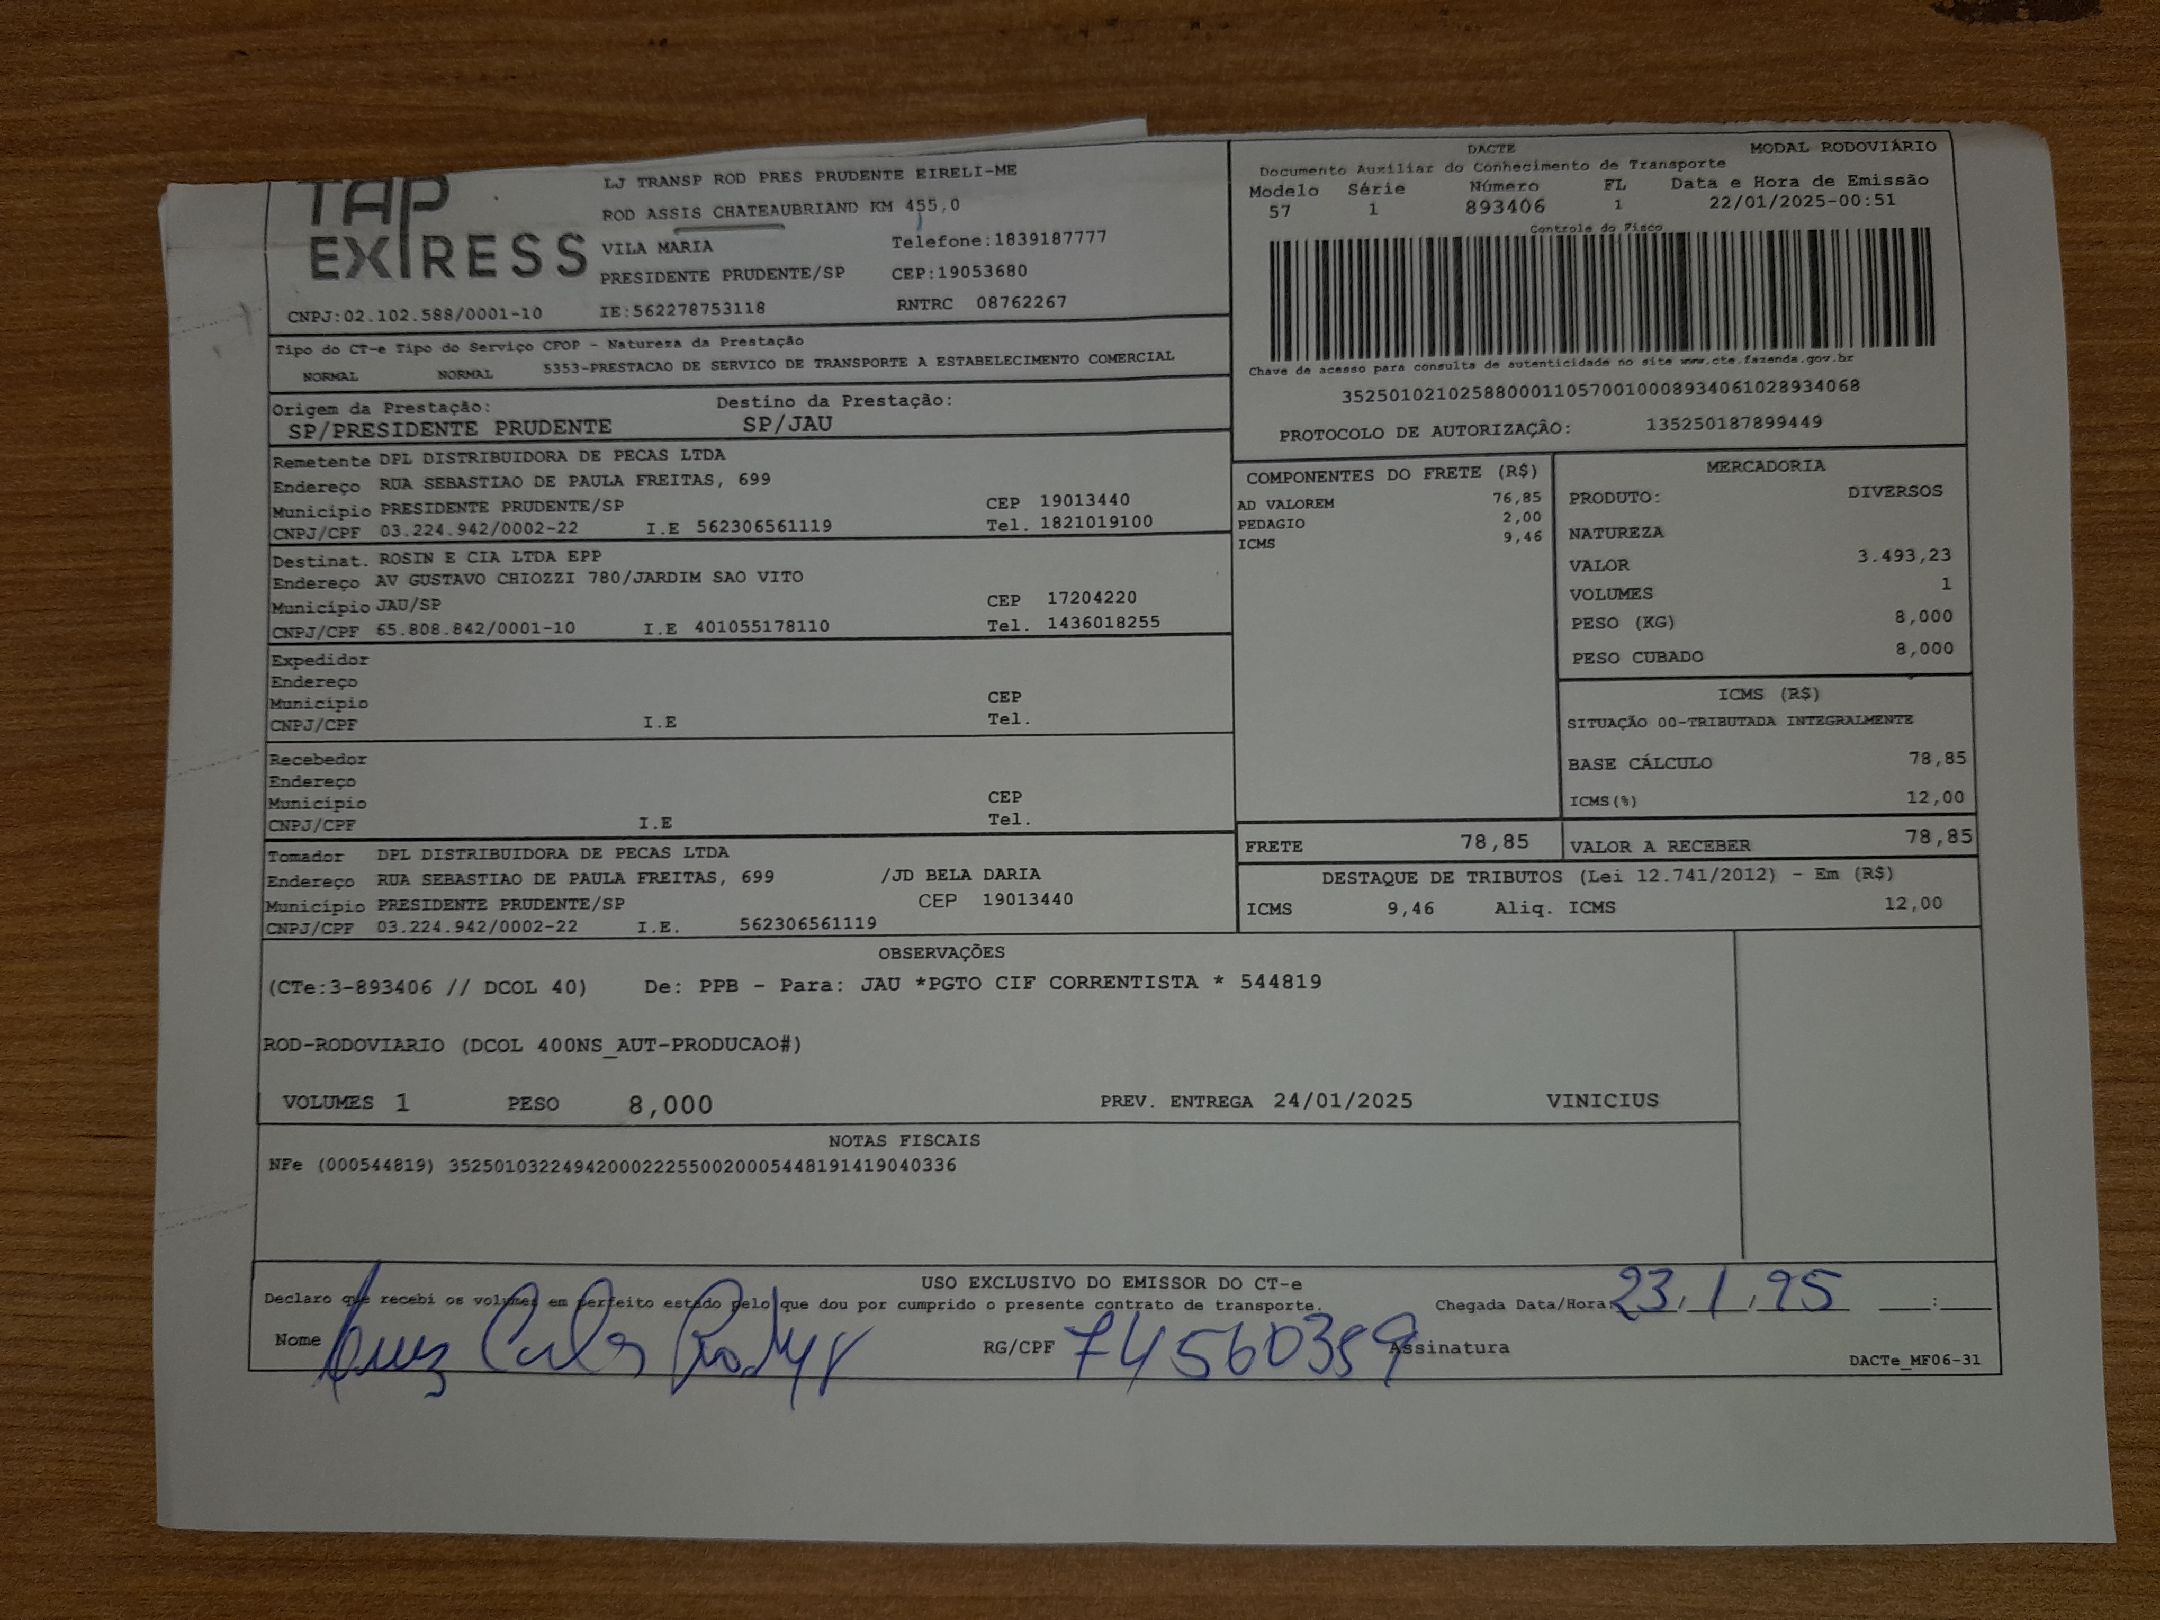 TAP EXPRESS
LJ TRANSP ROD PRES PRUDENTE EIRELI-ME
ROD ASSIS CHATEAUBRIAND KM 455,0
VILA MARIA Telefone:1839187777
PRESIDENTE PRUDENTE/SP CEP:19053680
CNPJ:02.102.588/0001-10 IE:562278753118 RNTRC 08762267
DACTE MODAL RODOVIÁRIO
Documento Auxiliar do Conhecimento de Transporte
Modelo Série Número FL Data e Hora de Emissão
57 1 893406 1 22/01/2025-00:51
Controle do Fisco
Chave de acesso para consulta de autenticidade no site www.cte.fazenda.gov.br
35250102102588000110570010008934061028934068
PROTOCOLO DE AUTORIZAÇÃO: 135250187899449
Tipo do CT-e Tipo do Serviço CFOP - Natureza da Prestação
NORMAL NORMAL 5353-PRESTACAO DE SERVICO DE TRANSPORTE A ESTABELECIMENTO COMERCIAL
Origem da Prestação: Destino da Prestação:
SP/PRESIDENTE PRUDENTE SP/JAU
Remetente DPL DISTRIBUIDORA DE PECAS LTDA
Endereço RUA SEBASTIAO DE PAULA FREITAS, 699
Município PRESIDENTE PRUDENTE/SP CEP 19013440
CNPJ/CPF 03.224.942/0002-22 I.E 562306561119 Tel. 1821019100
Destinat. ROSIN E CIA LTDA EPP
Endereço AV GUSTAVO CHIOZZI 780/JARDIM SAO VITO
Município JAU/SP CEP 17204220
CNPJ/CPF 65.808.842/0001-10 I.E 401055178110 Tel. 1436018255
Expedidor
Endereço
Município CEP
CNPJ/CPF I.E Tel.
Recebedor
Endereço
Município CEP
CNPJ/CPF I.E Tel.
Tomador DPL DISTRIBUIDORA DE PECAS LTDA
Endereço RUA SEBASTIAO DE PAULA FREITAS, 699 /JD BELA DARIA
Município PRESIDENTE PRUDENTE/SP CEP 19013440
CNPJ/CPF 03.224.942/0002-22 I.E. 562306561119
COMPONENTES DO FRETE (R$)
AD VALOREM 76,85
PEDAGIO 2,00
ICMS 9,46
MERCADORIA
PRODUTO: DIVERSOS
NATUREZA
VALOR 3.493,23
VOLUMES 1
PESO (KG) 8,000
PESO CUBADO 8,000
ICMS (R$)
SITUAÇÃO 00-TRIBUTADA INTEGRALMENTE
BASE CÁLCULO 78,85
ICMS(%) 12,00
FRETE 78,85 VALOR A RECEBER 78,85
DESTAQUE DE TRIBUTOS (Lei 12.741/2012) - Em (R$)
ICMS 9,46 Aliq. ICMS 12,00
OBSERVAÇÕES
(CTe:3-893406 // DCOL 40) De: PPB - Para: JAU *PGTO CIF CORRENTISTA * 544819
ROD-RODOVIARIO (DCOL 400NS_AUT-PRODUCAO#)
VOLUMES 1 PESO 8,000 PREV. ENTREGA 24/01/2025 VINICIUS
NOTAS FISCAIS
NFe (000544819) 35250103224942000222550020005448191419040336
USO EXCLUSIVO DO EMISSOR DO CT-e
Declaro que recebi os volumes em perfeito estado pelo que dou por cumprido o presente contrato de transporte. Chegada Data/Hora: 23/1/25 __:__
Nome Carlos RG/CPF 74560359 Assinatura
DACTe_MF06-31